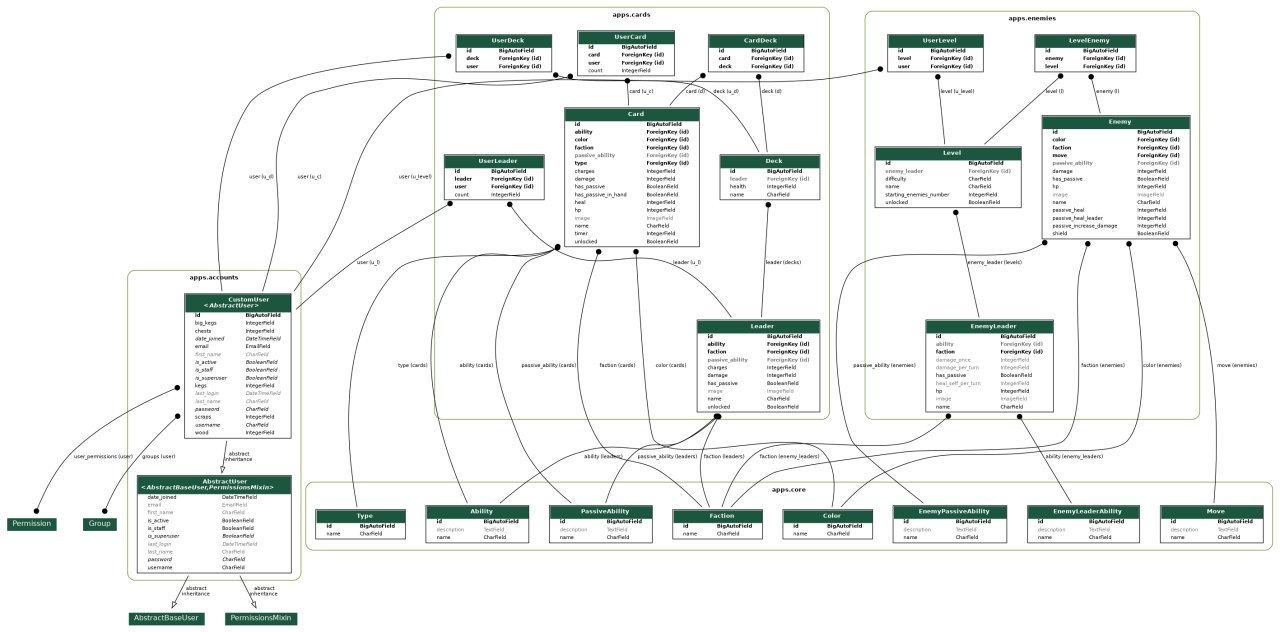 apps.cards
UserDeck
id BigAutoField
deck ForeignKey (id)
user ForeignKey (id)
UserCard
id BigAutoField
card ForeignKey (id)
user ForeignKey (id)
count IntegerField
CardDeck
id BigAutoField
card ForeignKey (id)
deck ForeignKey (id)
card (u_c)
card (d)
deck (u_d)
deck (d)
Card
id BigAutoField
ability ForeignKey (id)
color ForeignKey (id)
faction ForeignKey (id)
passive_ability ForeignKey (id)
type ForeignKey (id)
charges IntegerField
damage IntegerField
has_passive BooleanField
has_passive_in_hand BooleanField
heal IntegerField
hp IntegerField
image ImageField
name CharField
timer IntegerField
unlocked BooleanField
UserLeader
id BigAutoField
leader ForeignKey (id)
user ForeignKey (id)
count IntegerField
Deck
id BigAutoField
leader ForeignKey (id)
health IntegerField
name CharField
leader (u_l)
leader (decks)
Leader
id BigAutoField
ability ForeignKey (id)
faction ForeignKey (id)
passive_ability ForeignKey (id)
charges IntegerField
damage IntegerField
has_passive BooleanField
image ImageField
name CharField
unlocked BooleanField
apps.enemies
UserLevel
id BigAutoField
level ForeignKey (id)
user ForeignKey (id)
LevelEnemy
id BigAutoField
enemy ForeignKey (id)
level ForeignKey (id)
level (u_level)
level (l)
enemy (l)
Level
id BigAutoField
enemy_leader ForeignKey (id)
difficulty CharField
name CharField
starting_enemies_number IntegerField
unlocked BooleanField
Enemy
id BigAutoField
color ForeignKey (id)
faction ForeignKey (id)
move ForeignKey (id)
passive_ability ForeignKey (id)
damage IntegerField
has_passive BooleanField
hp IntegerField
image ImageField
name CharField
passive_heal IntegerField
passive_heal_leader IntegerField
passive_increase_damage IntegerField
shield BooleanField
enemy_leader (levels)
EnemyLeader
id BigAutoField
ability ForeignKey (id)
faction ForeignKey (id)
damage_once IntegerField
damage_per_turn IntegerField
has_passive BooleanField
heal_self_per_turn IntegerField
hp IntegerField
image ImageField
name CharField
user (u_d)
user (u_c)
user (u_level)
user (u_l)
apps.accounts
CustomUser
<AbstractUser>
id BigAutoField
big_kegs IntegerField
chests IntegerField
date_joined DateTimeField
email EmailField
first_name CharField
is_active BooleanField
is_staff BooleanField
is_superuser BooleanField
kegs IntegerField
last_login DateTimeField
last_name CharField
password CharField
scraps IntegerField
username CharField
wood IntegerField
user_permissions (user)
groups (user)
abstract
inheritance
Permission
Group
AbstractUser
<AbstractBaseUser,PermissionsMixin>
date_joined DateTimeField
email EmailField
first_name CharField
is_active BooleanField
is_staff BooleanField
is_superuser BooleanField
last_login DateTimeField
last_name CharField
password CharField
username CharField
abstract
inheritance
abstract
inheritance
AbstractBaseUser
PermissionsMixin
type (cards)
ability (cards)
passive_ability (cards)
faction (cards)
color (cards)
passive_ability (enemies)
faction (enemies)
color (enemies)
move (enemies)
ability (leaders)
passive_ability (leaders)
faction (leaders)
faction (enemy_leaders)
ability (enemy_leaders)
apps.core
Type
id BigAutoField
name CharField
Ability
id BigAutoField
description TextField
name CharField
PassiveAbility
id BigAutoField
description TextField
name CharField
Faction
id BigAutoField
name CharField
Color
id BigAutoField
name CharField
EnemyPassiveAbility
id BigAutoField
description TextField
name CharField
EnemyLeaderAbility
id BigAutoField
description TextField
name CharField
Move
id BigAutoField
description TextField
name CharField